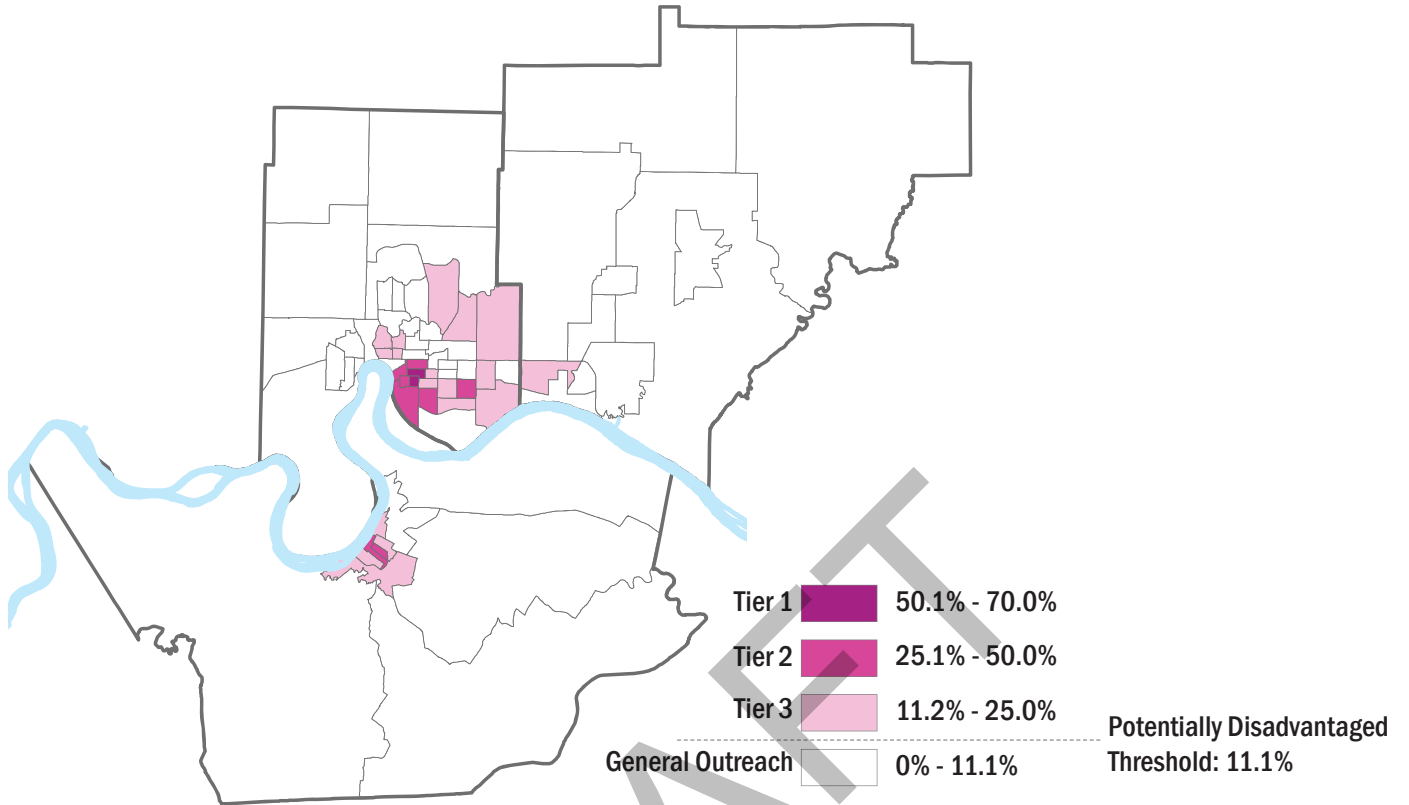 Tier 1 50.1% - 70.0%
Tier 2 25.1% - 50.0%
Tier 3 11.2% - 25.0%
Potentially Disadvantaged
General Outreach 0% - 11.1% Threshold: 11.1%
AFT